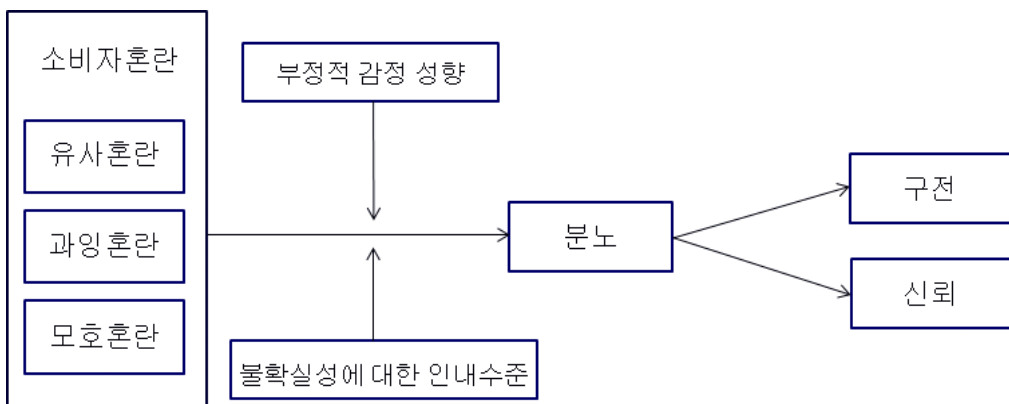 소비자혼란
유사혼란
과잉혼란
모호혼란
부정적 감정 성향
불확실성에 대한 인내수준
분노
구전
신뢰